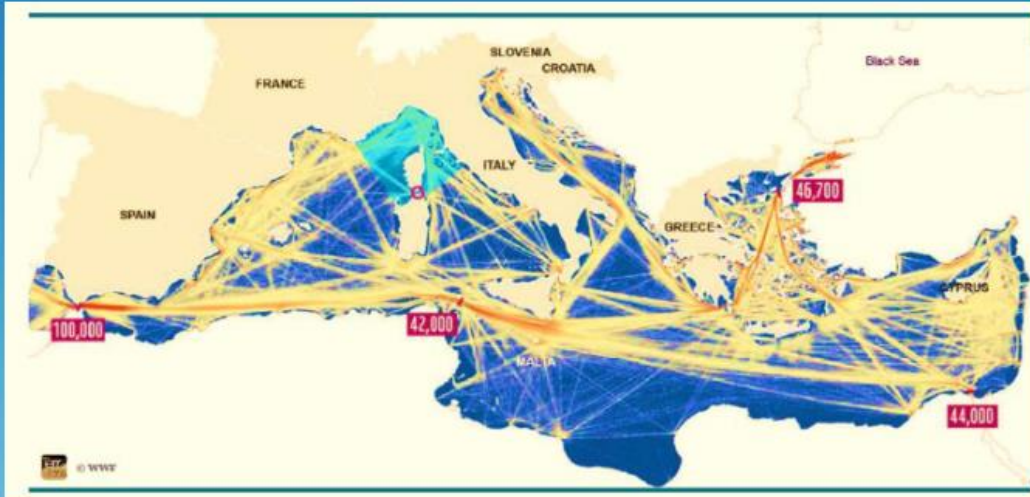 SLOVENIA
CROATIA
Black Sea
FRANCE
ITALY
46,700
SPAIN
GREECE
CYPRUS
100,000
42,000
MALTA
44,000
© WWF